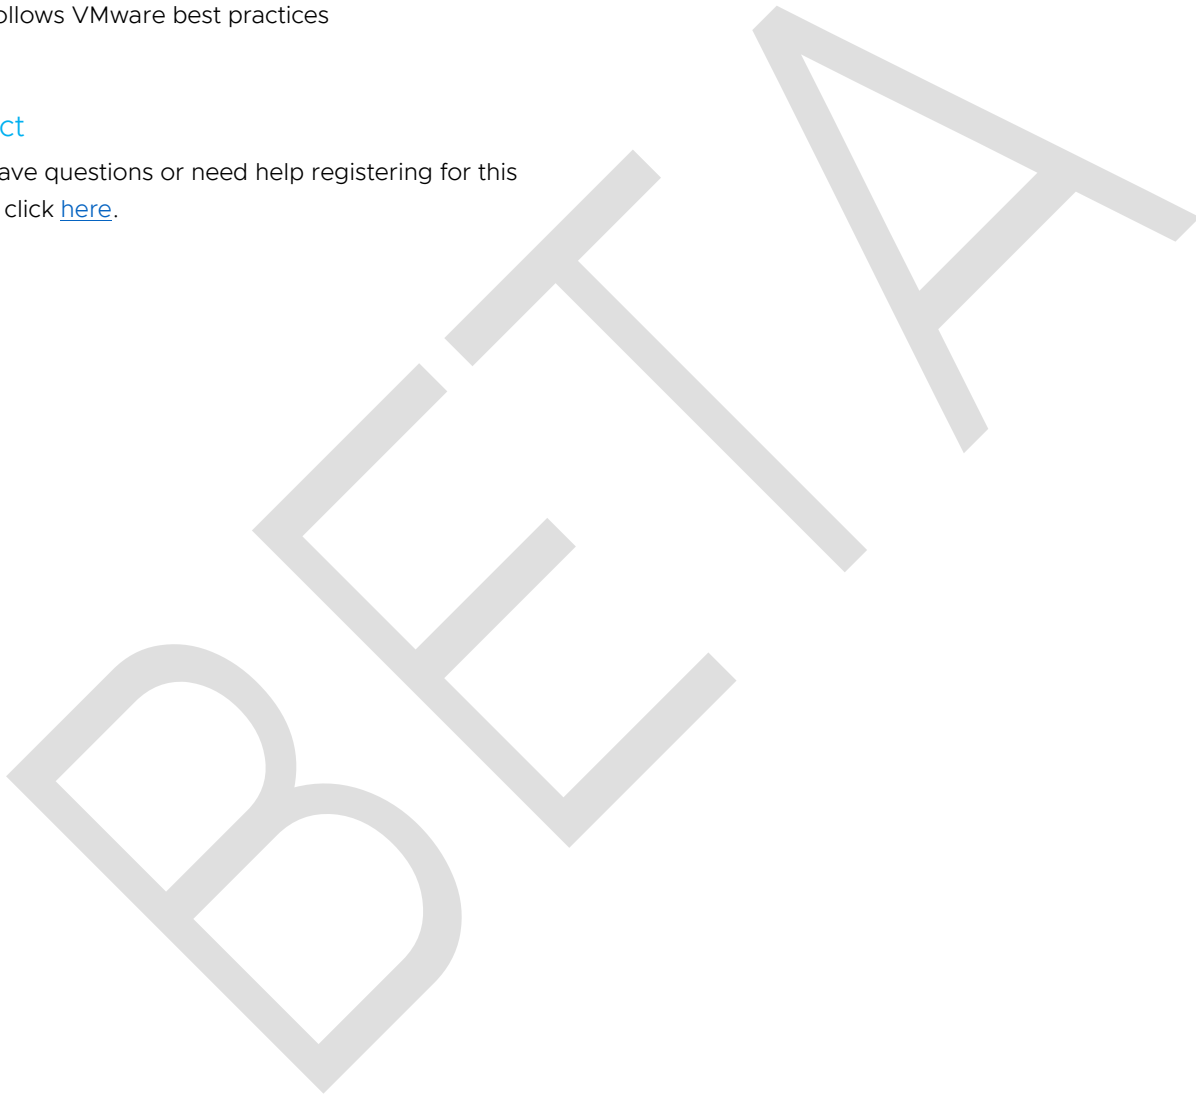 ollows VMware best practices
ct
ave questions or need help registering for this
click here.
BETA